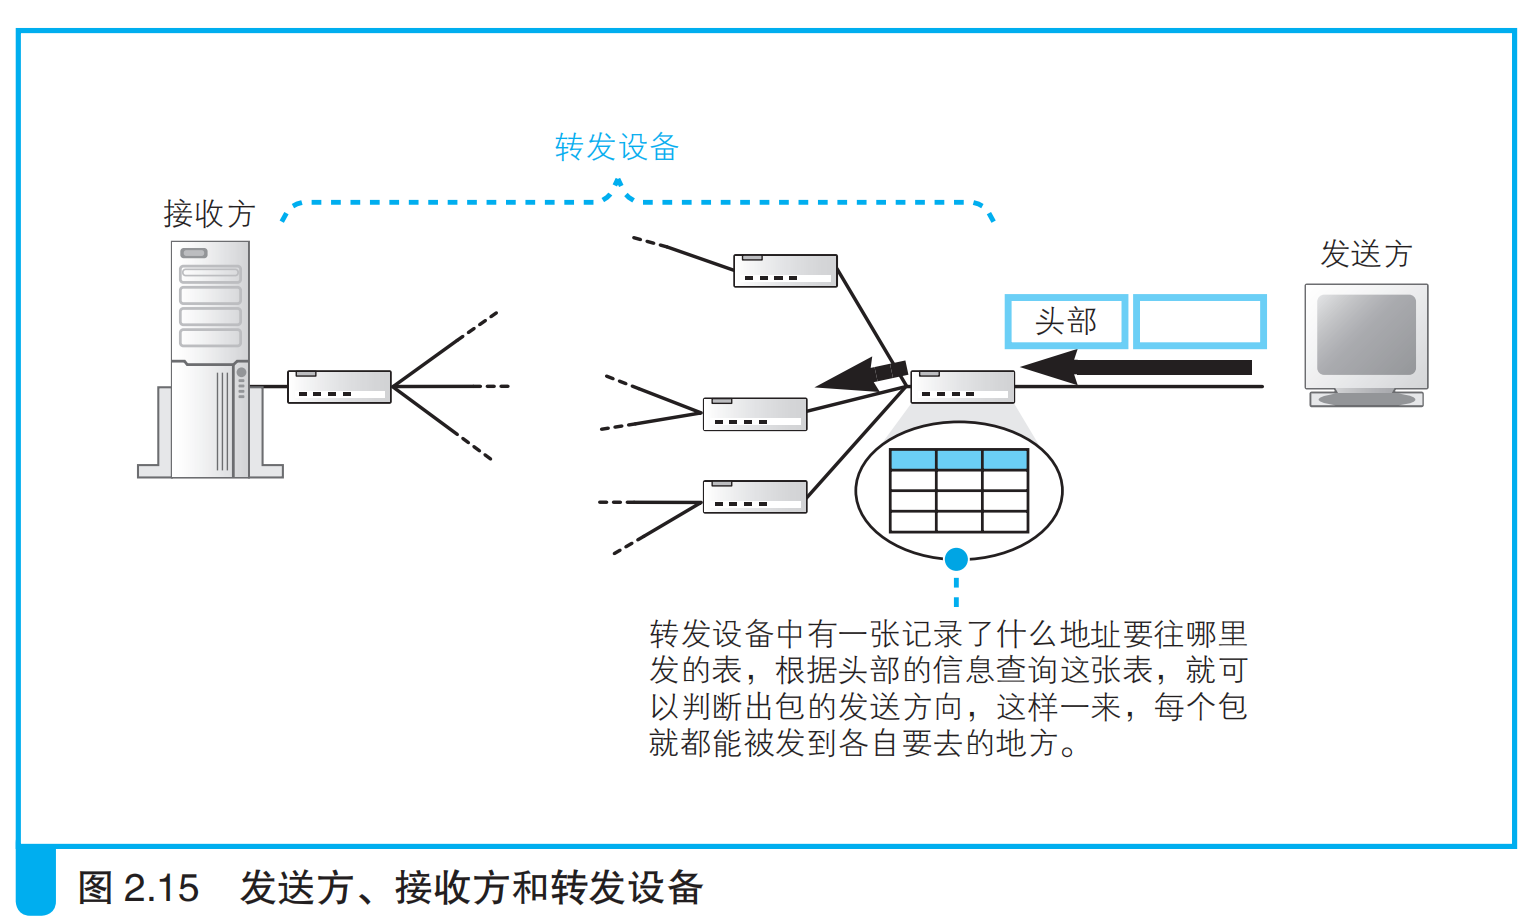 转发设备
接收方
发送方
头部
转发设备中有一张记录了什么地址要往哪里
发的表，根据头部的信息查询这张表，就可
以判断出包的发送方向，这样一来，每个包
就都能被发到各自要去的地方。
图 2.15 发送方、接收方和转发设备